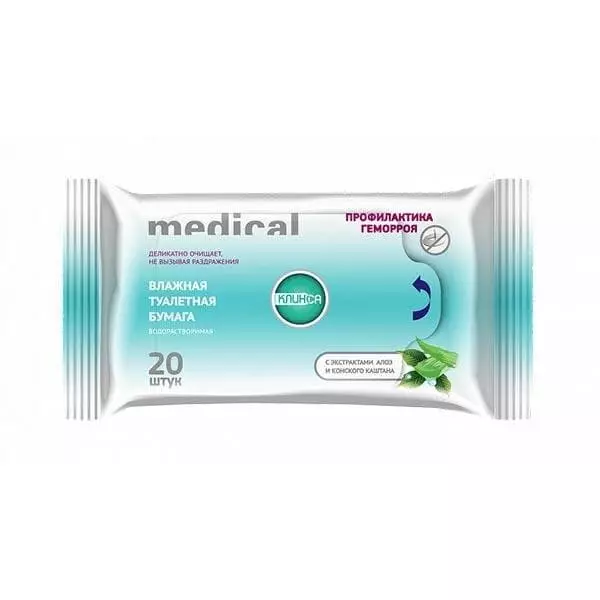 medical
ПРОФИЛАКТИКА
ГЕМОРРОЯ
ДЕЛИКАТНО ОЧИЩАЕТ,
НЕ ВЫЗЫВАЯ РАЗДРАЖЕНИЯ
ВЛАЖНАЯ
ТУАЛЕТНАЯ
БУМАГА
ВОДОРАСТВОРИМАЯ
КЛИНСА
20
ШТУК
С ЭКСТРАКТАМИ АЛОЭ
И КОНСКОГО КАШТАНА